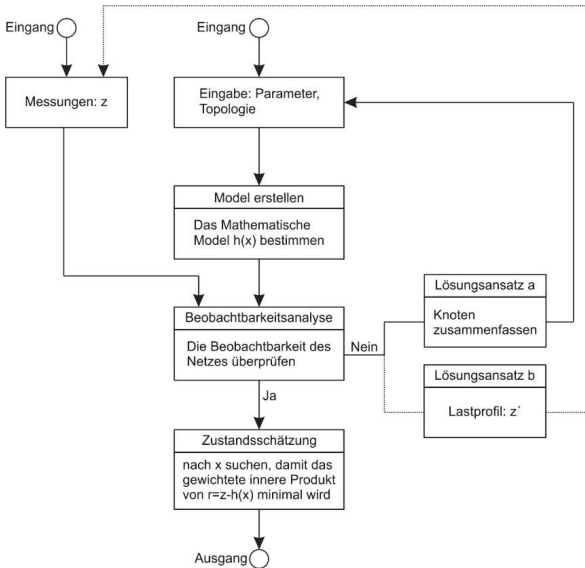 Eingang
Eingang
Messungen: z
Eingabe: Parameter,
Topologie
Model erstellen
Das Mathematische
Model h(x) bestimmen
Beobachtbarkeitsanalyse
Die Beobachtbarkeit des
Netzes überprüfen
Nein
Lösungsansatz a
Knoten
zusammenfassen
Lösungsansatz b
Lastprofil: z´
Ja
Zustandsschätzung
nach x suchen, damit das
gewichtete innere Produkt
von r=z-h(x) minimal wird
Ausgang